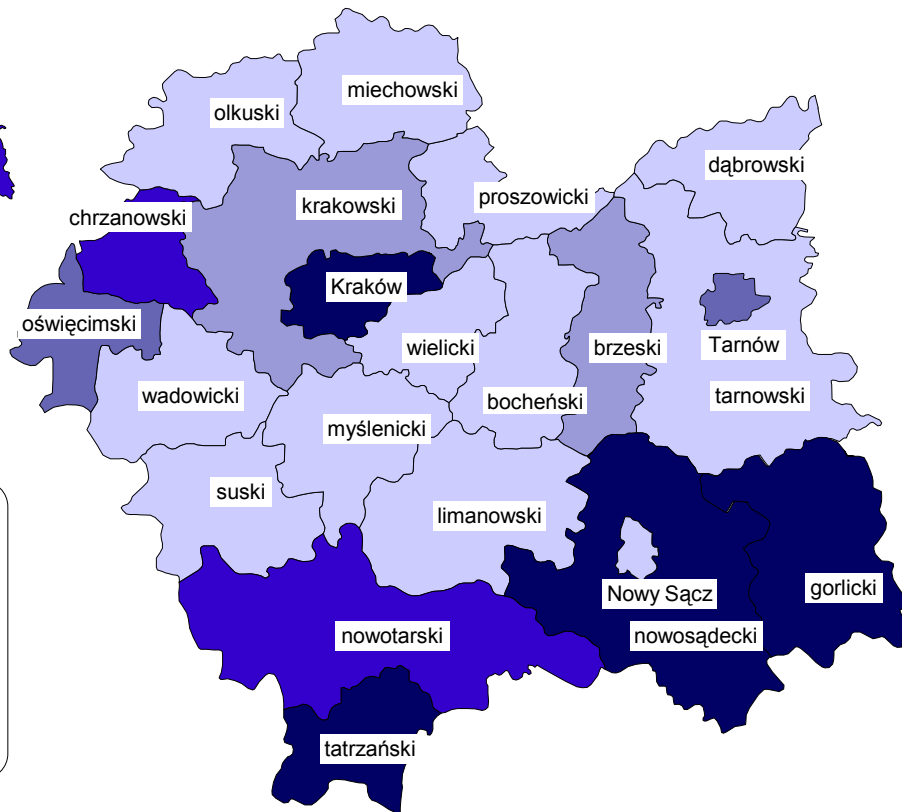 miechowski
olkuski
dąbrowski
proszowicki
krakowski
chrzanowski
Kraków
oświęcimski
wielicki
brzeski
Tarnów
wadowicki
bocheński
tarnowski
myślenicki
suski
limanowski
gorlicki
Nowy Sącz
nowotarski
nowosądecki
tatrzański